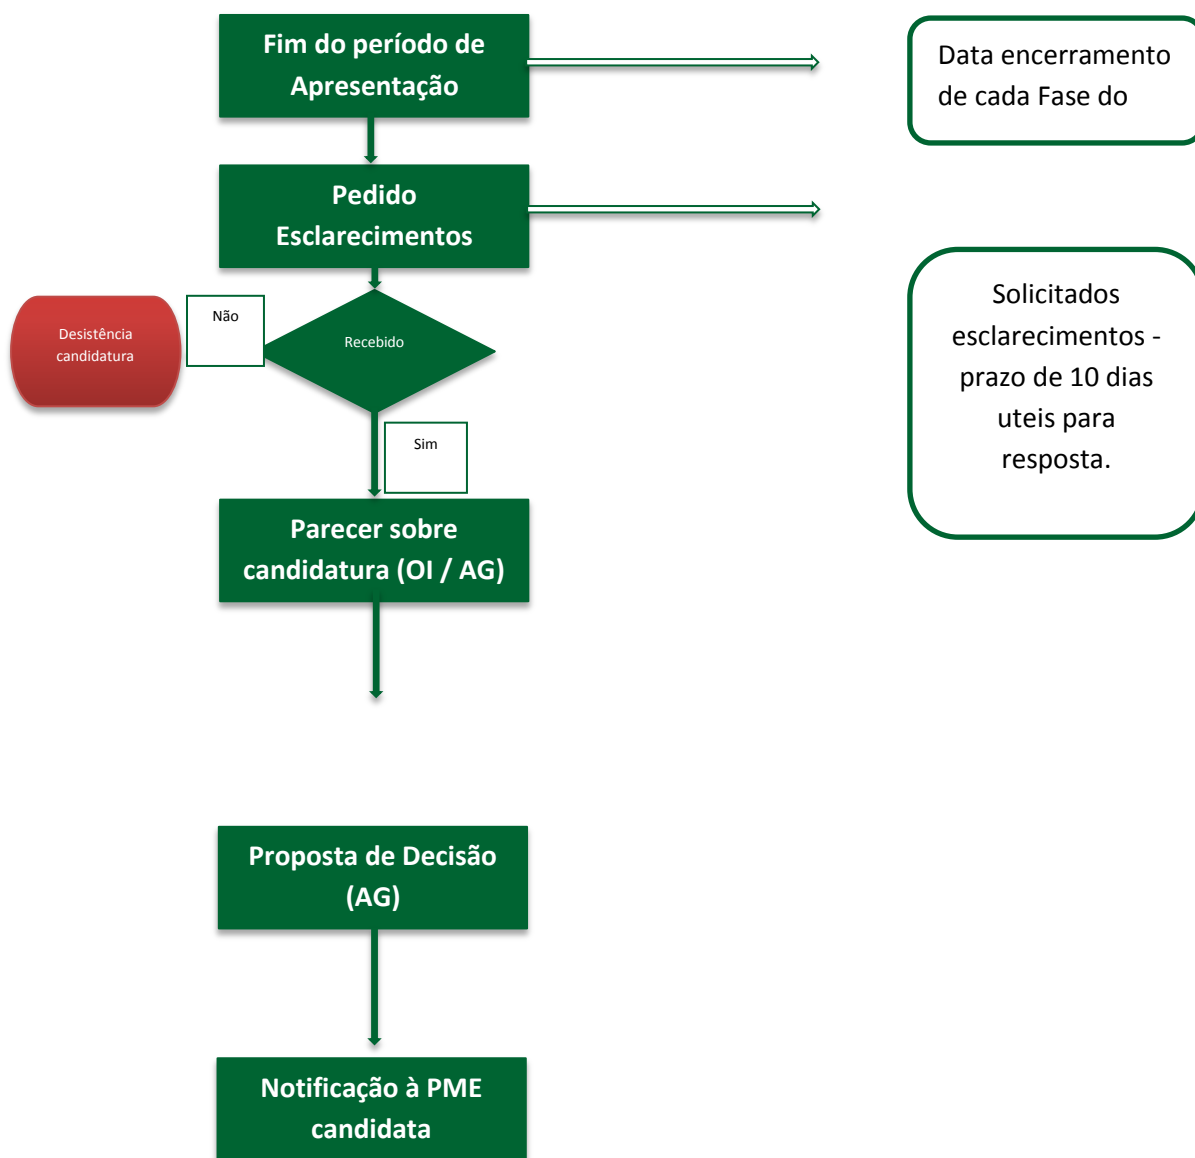 Fim do período de
Apresentação
Data encerramento
de cada Fase do
Pedido
Esclarecimentos
Solicitados
esclarecimentos -
prazo de 10 dias
uteis para
resposta.
Desistência
candidatura
Não
Recebido
Sim
Parecer sobre
candidatura (OI / AG)
Proposta de Decisão
(AG)
Notificação à PME
candidata